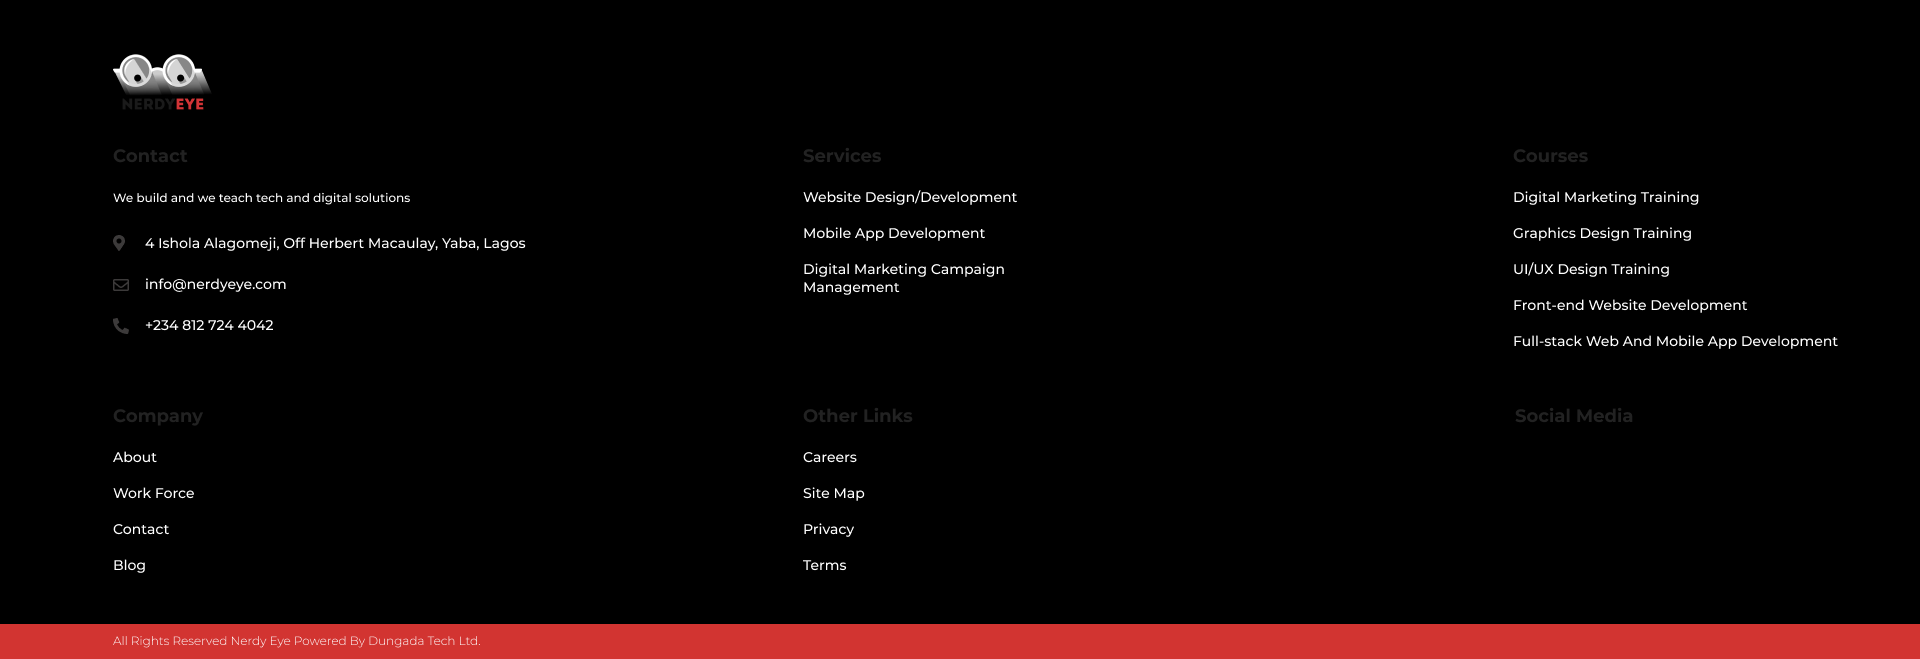 NERDYEYE
Contact
We build and we teach tech and digital solutions
4 Ishola Alagomeji, Off Herbert Macaulay, Yaba, Lagos
info@nerdyeye.com
+234 812 724 4042
Services
Website Design/Development
Mobile App Development
Digital Marketing Campaign
Management
Courses
Digital Marketing Training
Graphics Design Training
UI/UX Design Training
Front-end Website Development
Full-stack Web And Mobile App Development
Company
About
Work Force
Contact
Blog
Other Links
Careers
Site Map
Privacy
Terms
Social Media
All Rights Reserved Nerdy Eye Powered By Dungada Tech Ltd.